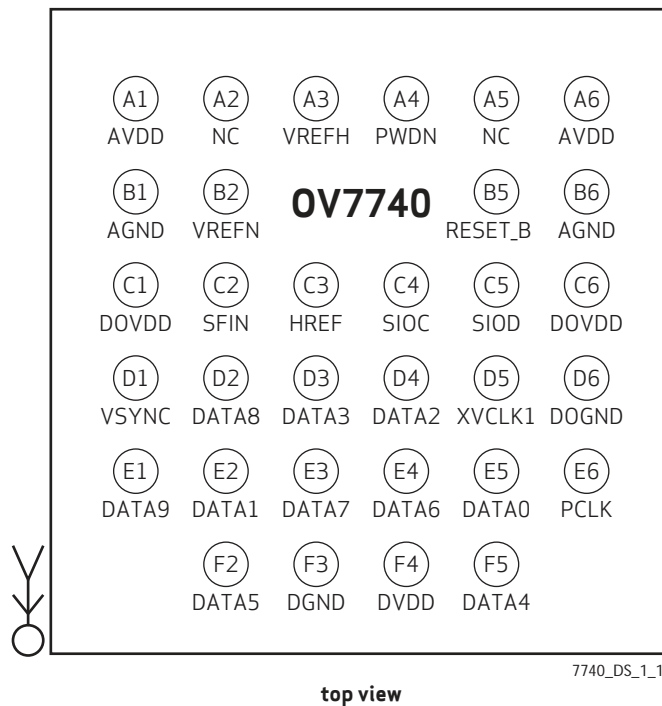 A1 A2 A3 A4 A5 A6
AVDD NC VREFH PWDN NC AVDD
B1 B2 OV7740 B5 B6
AGND VREFN RESET_B AGND
C1 C2 C3 C4 C5 C6
DOVDD SFIN HREF SIOC SIOD DOVDD
D1 D2 D3 D4 D5 D6
VSYNC DATA8 DATA3 DATA2 XVCLK1 DOGND
E1 E2 E3 E4 E5 E6
DATA9 DATA1 DATA7 DATA6 DATA0 PCLK
F2 F3 F4 F5
DATA5 DGND DVDD DATA4
7740_DS_1_1
top view